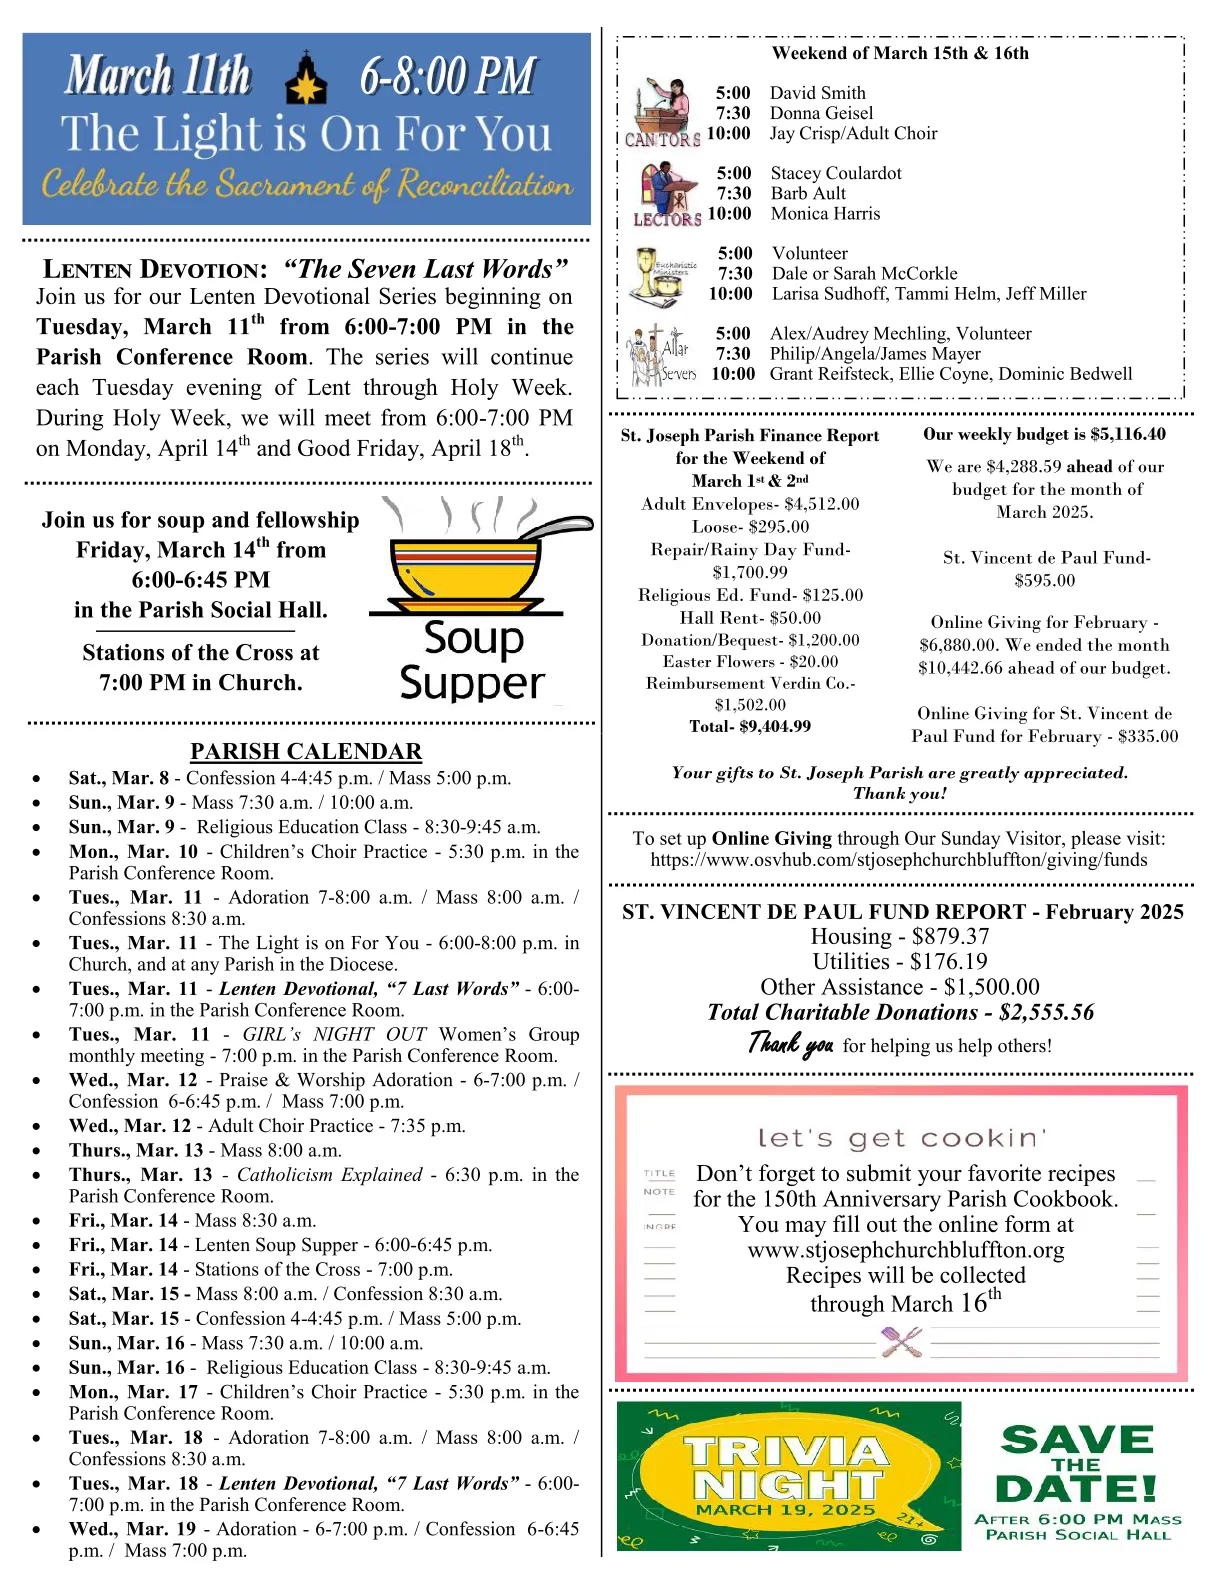 March 11th 6-8:00 PM
The Light is On For You
Celebrate the Sacrament of Reconciliation
LENTEN DEVOTION: “The Seven Last Words”
Join us for our Lenten Devotional Series beginning on
Tuesday, March 11th from 6:00-7:00 PM in the
Parish Conference Room. The series will continue
each Tuesday evening of Lent through Holy Week.
During Holy Week, we will meet from 6:00-7:00 PM
on Monday, April 14th and Good Friday, April 18th.
Join us for soup and fellowship
Friday, March 14th from
6:00-6:45 PM
in the Parish Social Hall.
Stations of the Cross at
7:00 PM in Church.
Soup
Supper
PARISH CALENDAR
• Sat., Mar. 8 - Confession 4-4:45 p.m. / Mass 5:00 p.m.
• Sun., Mar. 9 - Mass 7:30 a.m. / 10:00 a.m.
• Sun., Mar. 9 - Religious Education Class - 8:30-9:45 a.m.
• Mon., Mar. 10 - Children’s Choir Practice - 5:30 p.m. in the
Parish Conference Room.
• Tues., Mar. 11 - Adoration 7-8:00 a.m. / Mass 8:00 a.m. /
Confessions 8:30 a.m.
• Tues., Mar. 11 - The Light is on For You - 6:00-8:00 p.m. in
Church, and at any Parish in the Diocese.
• Tues., Mar. 11 - Lenten Devotional, “7 Last Words” - 6:00-
7:00 p.m. in the Parish Conference Room.
• Tues., Mar. 11 - GIRL’s NIGHT OUT Women’s Group
monthly meeting - 7:00 p.m. in the Parish Conference Room.
• Wed., Mar. 12 - Praise & Worship Adoration - 6-7:00 p.m. /
Confession 6-6:45 p.m. / Mass 7:00 p.m.
• Wed., Mar. 12 - Adult Choir Practice - 7:35 p.m.
• Thurs., Mar. 13 - Mass 8:00 a.m.
• Thurs., Mar. 13 - Catholicism Explained - 6:30 p.m. in the
Parish Conference Room.
• Fri., Mar. 14 - Mass 8:30 a.m.
• Fri., Mar. 14 - Lenten Soup Supper - 6:00-6:45 p.m.
• Fri., Mar. 14 - Stations of the Cross - 7:00 p.m.
• Sat., Mar. 15 - Mass 8:00 a.m. / Confession 8:30 a.m.
• Sat., Mar. 15 - Confession 4-4:45 p.m. / Mass 5:00 p.m.
• Sun., Mar. 16 - Mass 7:30 a.m. / 10:00 a.m.
• Sun., Mar. 16 - Religious Education Class - 8:30-9:45 a.m.
• Mon., Mar. 17 - Children’s Choir Practice - 5:30 p.m. in the
Parish Conference Room.
• Tues., Mar. 18 - Adoration 7-8:00 a.m. / Mass 8:00 a.m. /
Confessions 8:30 a.m.
• Tues., Mar. 18 - Lenten Devotional, “7 Last Words” - 6:00-
7:00 p.m. in the Parish Conference Room.
• Wed., Mar. 19 - Adoration - 6-7:00 p.m. / Confession 6-6:45
p.m. / Mass 7:00 p.m.
Weekend of March 15th & 16th
CANTORS
5:00 David Smith
7:30 Donna Geisel
10:00 Jay Crisp/Adult Choir
LECTORS
5:00 Stacey Coulardot
7:30 Barb Ault
10:00 Monica Harris
Eucharistic
Ministers
5:00 Volunteer
7:30 Dale or Sarah McCorkle
10:00 Larisa Sudhoff, Tammi Helm, Jeff Miller
Altar
Servers
5:00 Alex/Audrey Mechling, Volunteer
7:30 Philip/Angela/James Mayer
10:00 Grant Reifsteck, Ellie Coyne, Dominic Bedwell
St. Joseph Parish Finance Report
for the Weekend of
March 1st & 2nd
Adult Envelopes- $4,512.00
Loose- $295.00
Repair/Rainy Day Fund-
$1,700.99
Religious Ed. Fund- $125.00
Hall Rent- $50.00
Donation/Bequest- $1,200.00
Easter Flowers - $20.00
Reimbursement Verdin Co.-
$1,502.00
Total- $9,404.99
Our weekly budget is $5,116.40
We are $4,288.59 ahead of our
budget for the month of
March 2025.
St. Vincent de Paul Fund-
$595.00
Online Giving for February -
$6,880.00. We ended the month
$10,442.66 ahead of our budget.
Online Giving for St. Vincent de
Paul Fund for February - $335.00
Your gifts to St. Joseph Parish are greatly appreciated.
Thank you!
To set up Online Giving through Our Sunday Visitor, please visit:
https://www.osvhub.com/stjosephchurchbluffton/giving/funds
ST. VINCENT DE PAUL FUND REPORT - February 2025
Housing - $879.37
Utilities - $176.19
Other Assistance - $1,500.00
Total Charitable Donations - $2,555.56
Thank you for helping us help others!
let's get cookin'
TITLE
NOTE
INGRE
Don’t forget to submit your favorite recipes
for the 150th Anniversary Parish Cookbook.
You may fill out the online form at
www.stjosephchurchbluffton.org
Recipes will be collected
through March 16th
TRIVIA
NIGHT
MARCH 19, 2025
21+
SAVE
THE
DATE!
AFTER 6:00 PM MASS
PARISH SOCIAL HALL